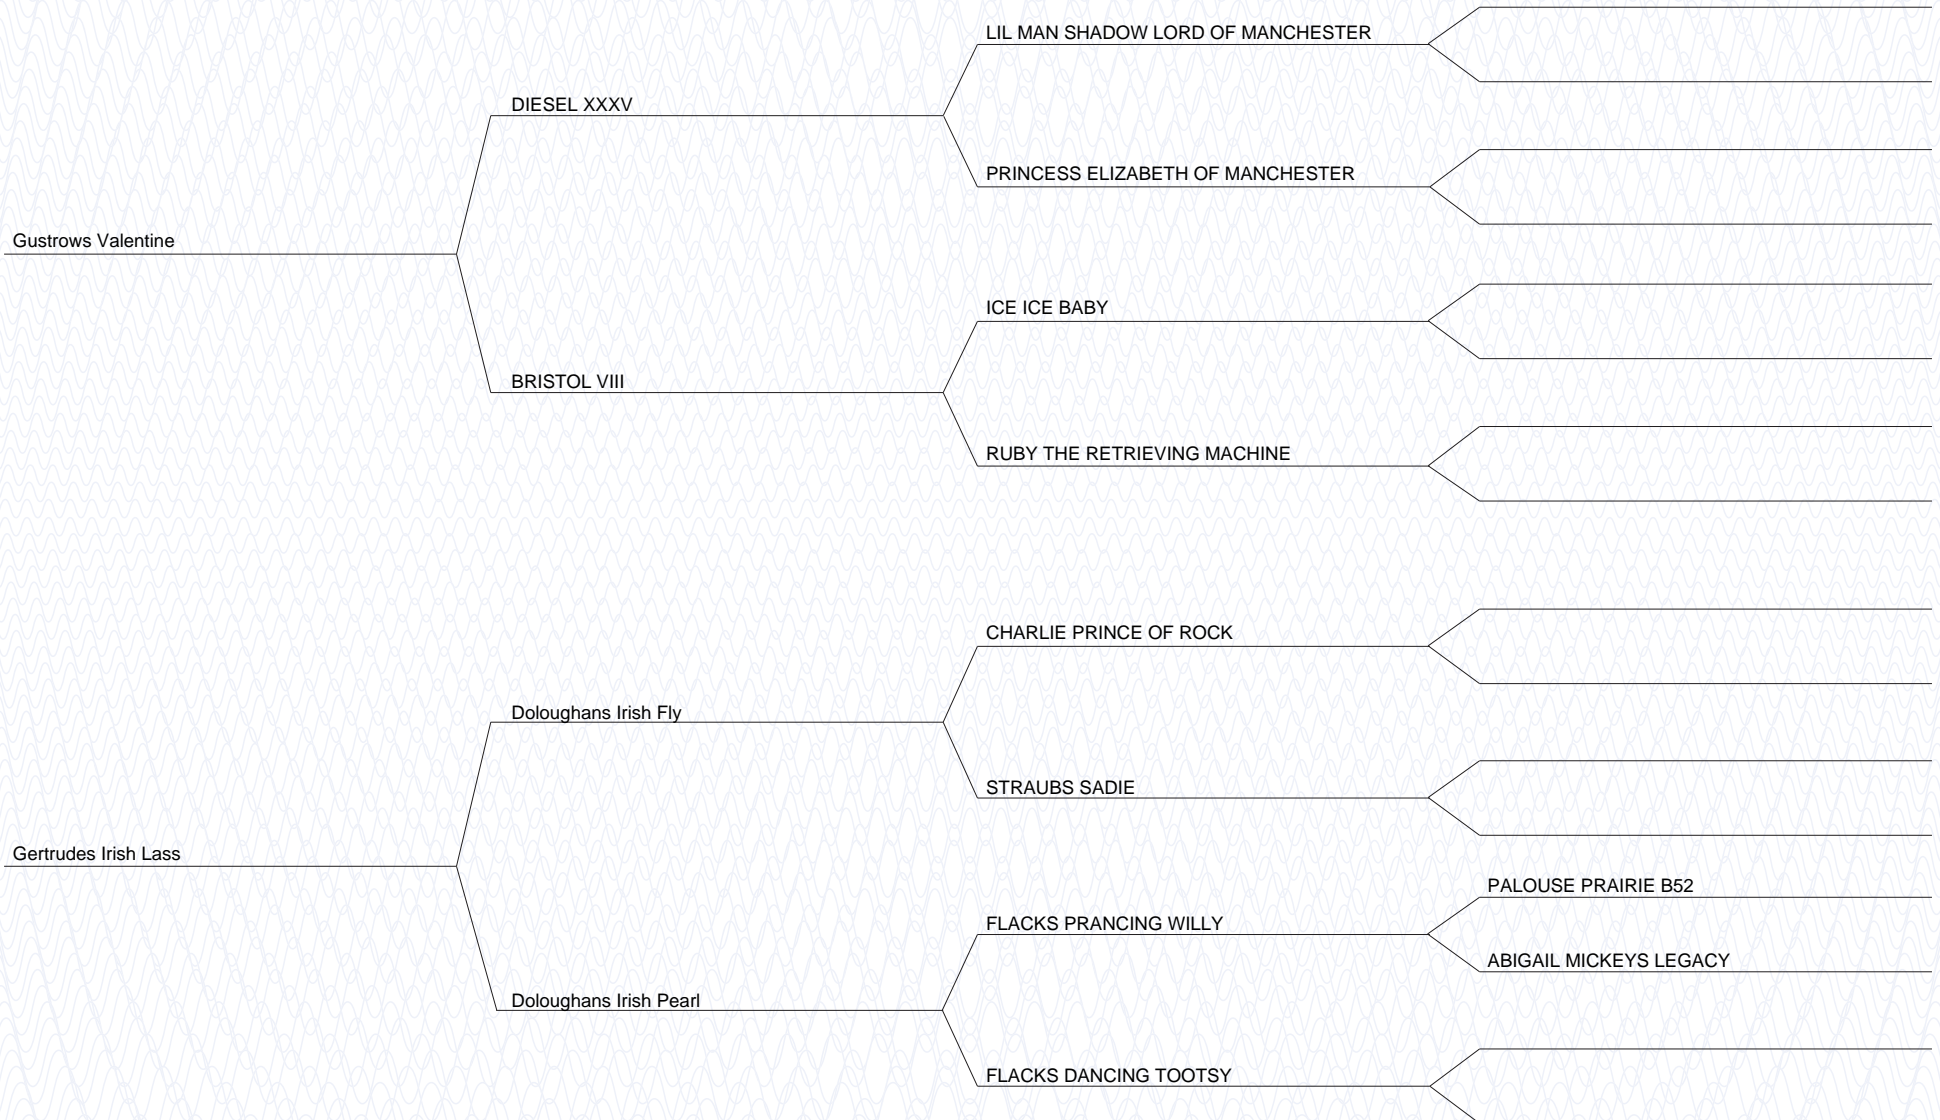 LIL MAN SHADOW LORD OF MANCHESTER
DIESEL XXXV
PRINCESS ELIZABETH OF MANCHESTER
Gustrows Valentine
ICE ICE BABY
BRISTOL VIII
RUBY THE RETRIEVING MACHINE
CHARLIE PRINCE OF ROCK
Doloughans Irish Fly
STRAUBS SADIE
Gertrudes Irish Lass
PALOUSE PRAIRIE B52
FLACKS PRANCING WILLY
ABIGAIL MICKEYS LEGACY
Doloughans Irish Pearl
FLACKS DANCING TOOTSY